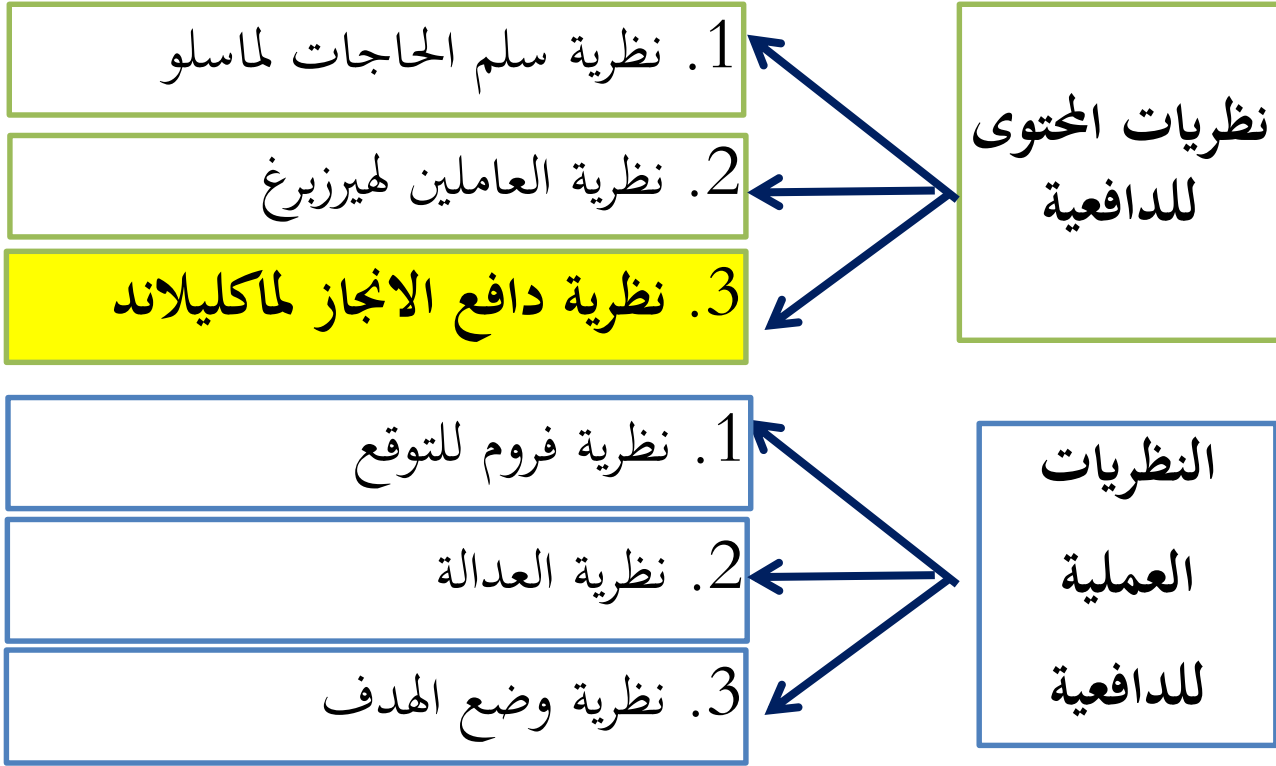 نظريات المحتوى
للدافعية
1. نظرية سلم الحاجات لماسلو
2. نظرية العاملين لهيرزبرغ
3. نظرية دافع الانجاز لماكليلاند
النظريات
العملية
للدافعية
1. نظرية فروم للتوقع
2. نظرية العدالة
3. نظرية وضع الهدف